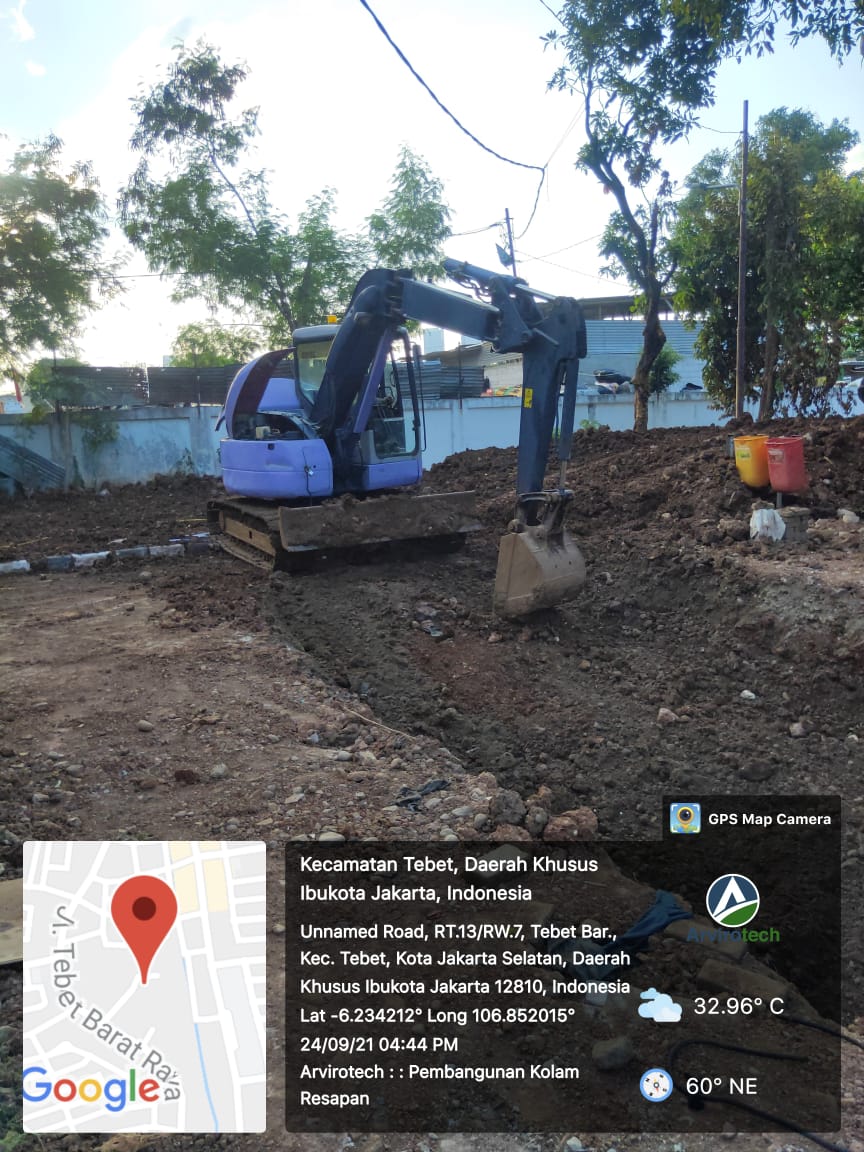 GPS Map Camera
Kecamatan Tebet, Daerah Khusus
Ibukota Jakarta, Indonesia
Unnamed Road, RT.13/RW.7, Tebet Bar.,
Kec. Tebet, Kota Jakarta Selatan, Daerah
Khusus Ibukota Jakarta 12810, Indonesia
Lat -6.234212° Long 106.852015°
24/09/21 04:44 PM
Arvirotech : : Pembangunan Kolam
Resapan
Arvirotech
32.96° C
60° NE
Jl. Tebet Barat Raya
Google